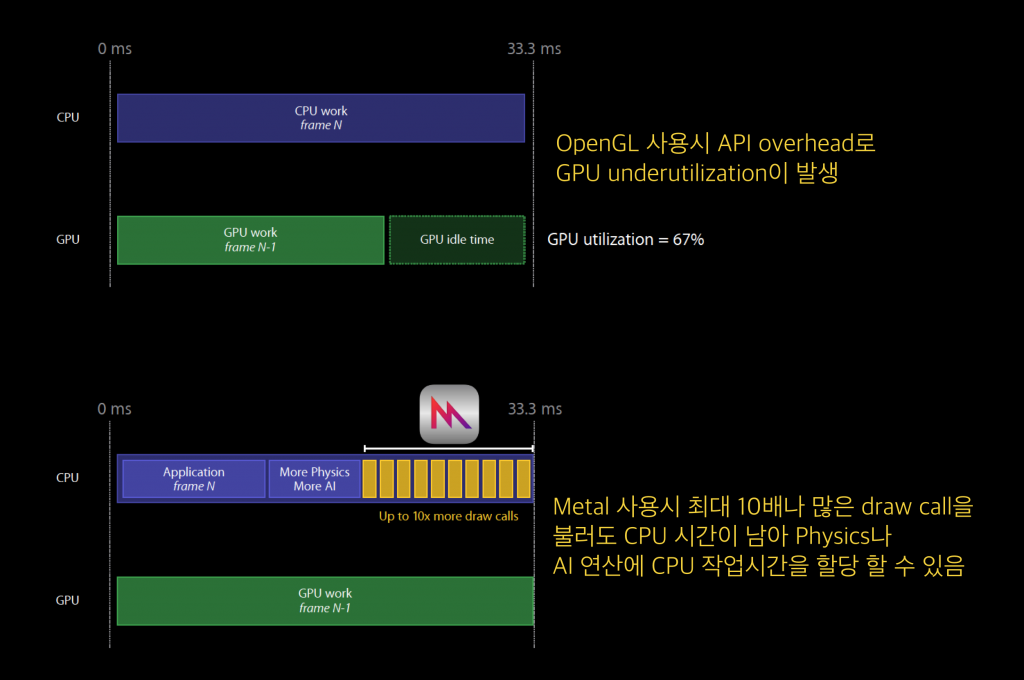 0 ms
33.3 ms
CPU
CPU work
frame N
OpenGL 사용시 API overhead로
GPU underutilization이 발생
GPU
GPU work
frame N-1
GPU idle time
GPU utilization = 67%
0 ms
33.3 ms
CPU
Application
frame N
More Physics
More AI
Up to 10x more draw calls
Metal 사용시 최대 10배나 많은 draw call을
불러도 CPU 시간이 남아 Physics나
AI 연산에 CPU 작업시간을 할당 할 수 있음
GPU
GPU work
frame N-1